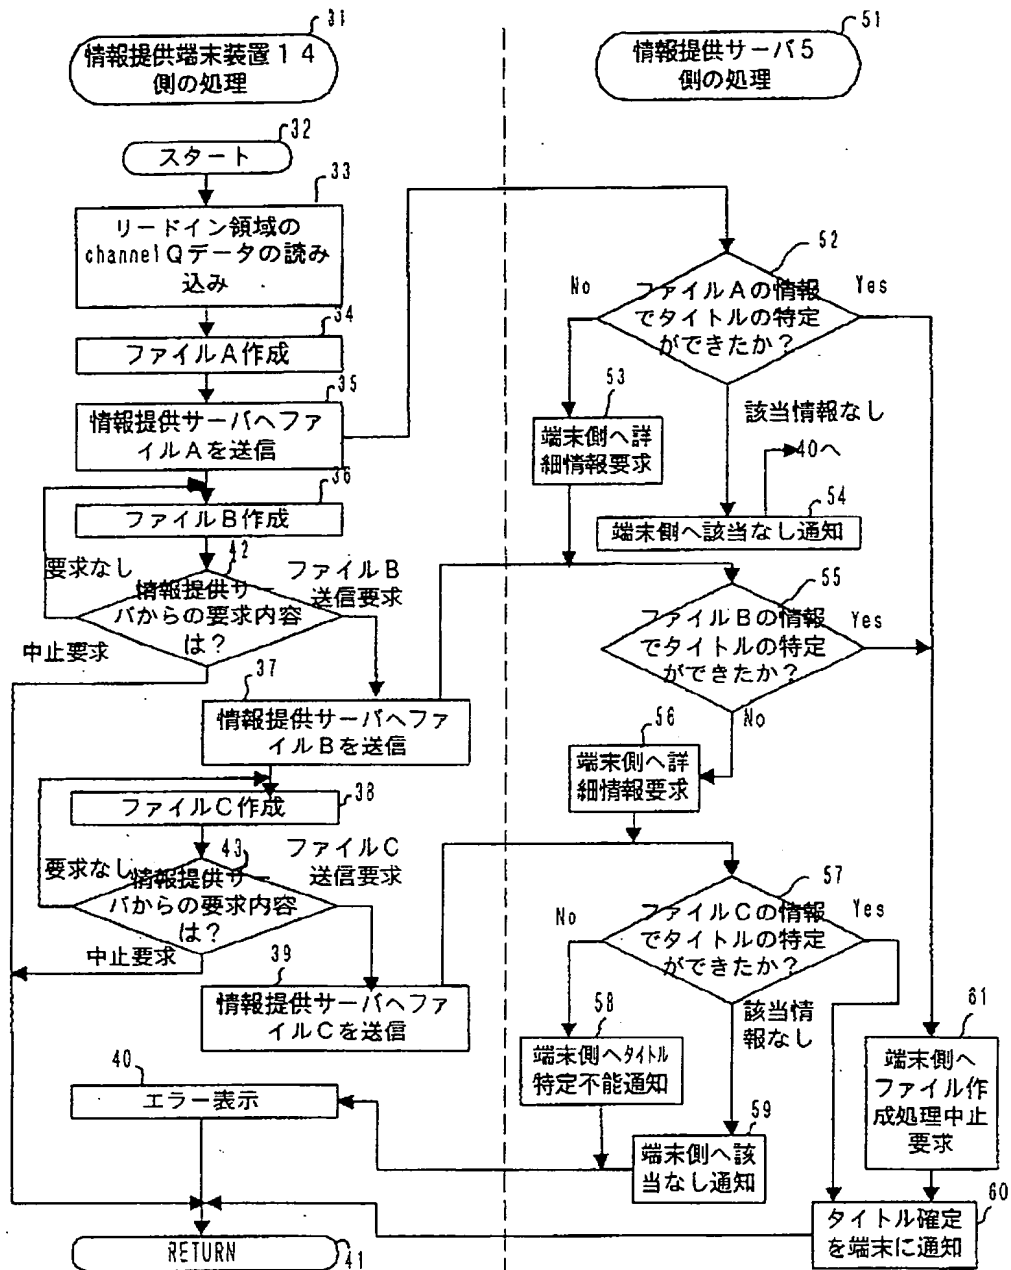 31
情報提供端末装置14
側の処理
51
情報提供サーバ5
側の処理
32
スタート
33
リードイン領域の
channelQデータの読み
込み
34
ファイルA作成
35
情報提供サーバへファ
イルAを送信
36
ファイルB作成
42
要求なし
情報提供サー
バからの要求内容
は?
ファイルB
送信要求
中止要求
37
情報提供サーバへファ
イルBを送信
38
ファイルC作成
43
要求なし
情報提供サー
バからの要求内容
は?
ファイルC
送信要求
中止要求
39
情報提供サーバへファ
イルCを送信
40
エラー表示
RETURN
41
52
No
ファイルAの情報
でタイトルの特定
ができたか?
Yes
53
端末側へ詳
細情報要求
該当情報なし
40へ
54
端末側へ該当なし通知
55
ファイルBの情報
でタイトルの特定
ができたか?
Yes
No
56
端末側へ詳
細情報要求
57
No
ファイルCの情報
でタイトルの特定
ができたか?
Yes
58
端末側へタイトル
特定不能通知
該当情
報なし
59
端末側へ該
当なし通知
61
端末側へ
ファイル作
成処理中止
要求
60
タイトル確定
を端末に通知